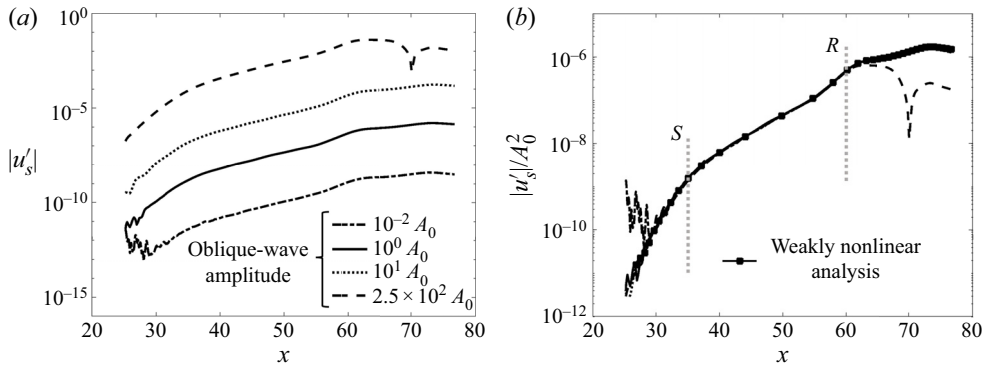 (a)
10^0
10^−5
|u′_s|
10^−10
10^−15
Oblique-wave
amplitude
10^−2 A_0
10^0 A_0
10^1 A_0
2.5 × 10^2 A_0
20 30 40 50 60 70 80
x
(b)
10^−6
10^−8
|u′_s|/A_0^2
10^−10
10^−12
S
R
Weakly nonlinear
analysis
20 30 40 50 60 70 80
x